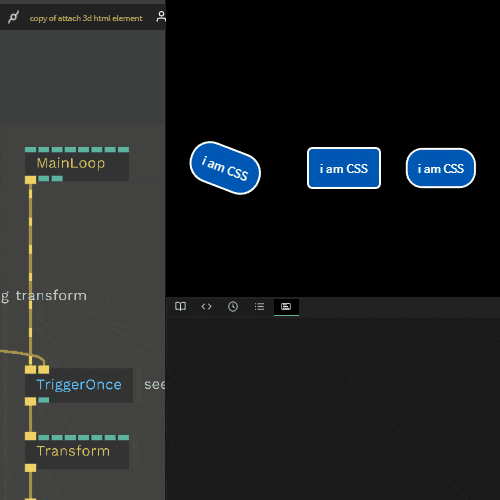 copy of attach 3d html element
MainLoop
g transform
TriggerOnce
see
Transform
i am CSS
i am CSS
i am CSS